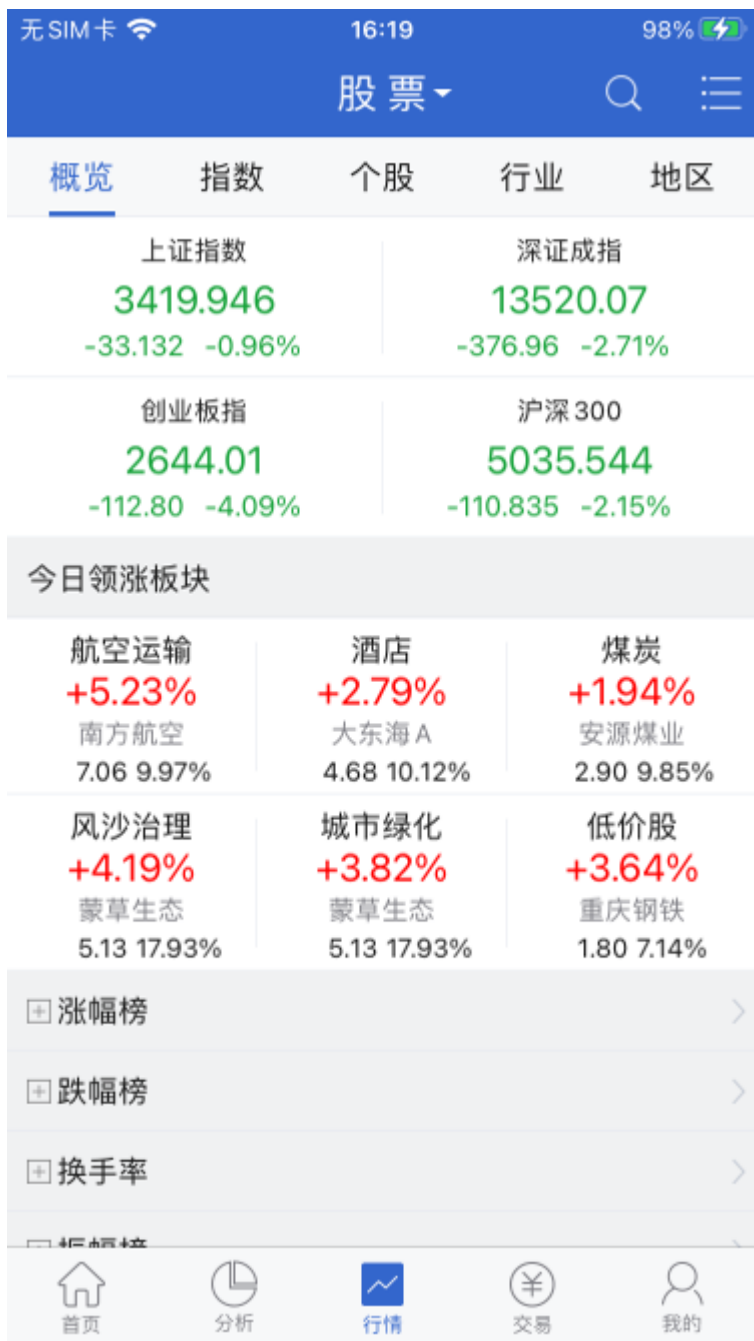 无SIM卡 16:19 98%
股票
概览 指数 个股 行业 地区
上证指数 深证成指
3419.946 13520.07
-33.132 -0.96% -376.96 -2.71%
创业板指 沪深300
2644.01 5035.544
-112.80 -4.09% -110.835 -2.15%
今日领涨板块
航空运输 酒店 煤炭
+5.23% +2.79% +1.94%
南方航空 大东海A 安源煤业
7.06 9.97% 4.68 10.12% 2.90 9.85%
风沙治理 城市绿化 低价股
+4.19% +3.82% +3.64%
蒙草生态 蒙草生态 重庆钢铁
5.13 17.93% 5.13 17.93% 1.80 7.14%
涨幅榜
跌幅榜
换手率
振幅榜
首页 分析 行情 交易 我的